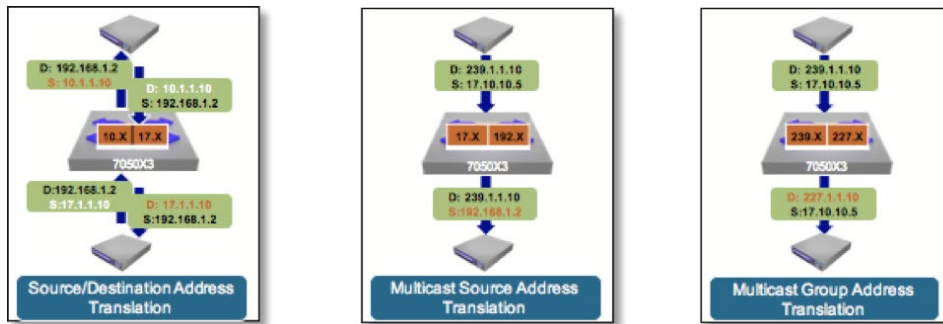 D: 192.168.1.2
S: 10.1.1.10
D: 10.1.1.10
S: 192.168.1.2
10.X 17.X
7050X3
D:192.168.1.2
S:17.1.1.10
D: 17.1.1.10
S:192.168.1.2
Source/Destination Address
Translation
D: 239.1.1.10
S: 17.10.10.5
17.X 192.X
7050X3
D: 239.1.1.10
S:192.168.1.2
Multicast Source Address
Translation
D: 239.1.1.10
S: 17.10.10.5
239.X 227.X
7050X3
D: 227.1.1.10
S:17.10.10.5
Multicast Group Address
Translation